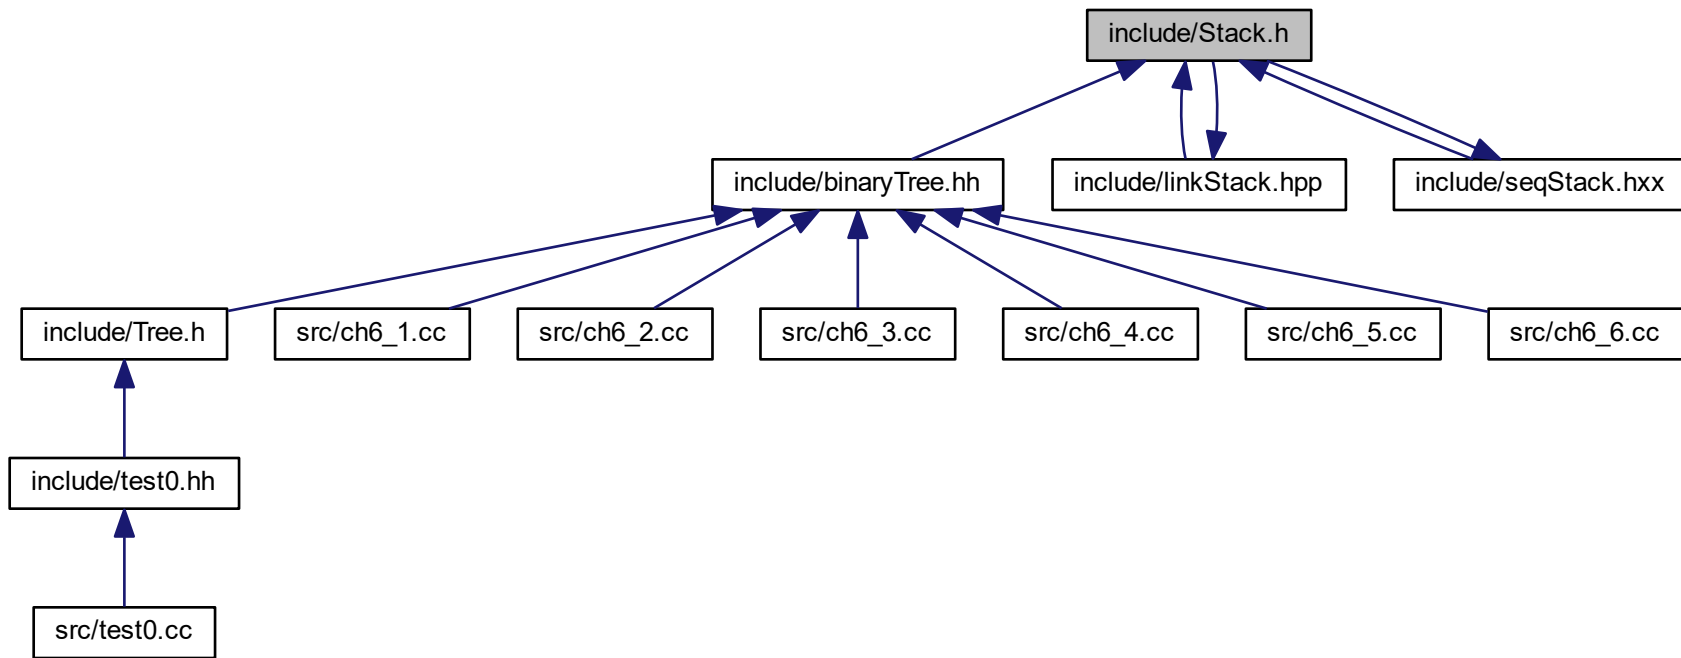 include/Stack.h
include/binaryTree.hh
include/linkStack.hpp
include/seqStack.hxx
include/Tree.h
src/ch6_1.cc
src/ch6_2.cc
src/ch6_3.cc
src/ch6_4.cc
src/ch6_5.cc
src/ch6_6.cc
include/test0.hh
src/test0.cc